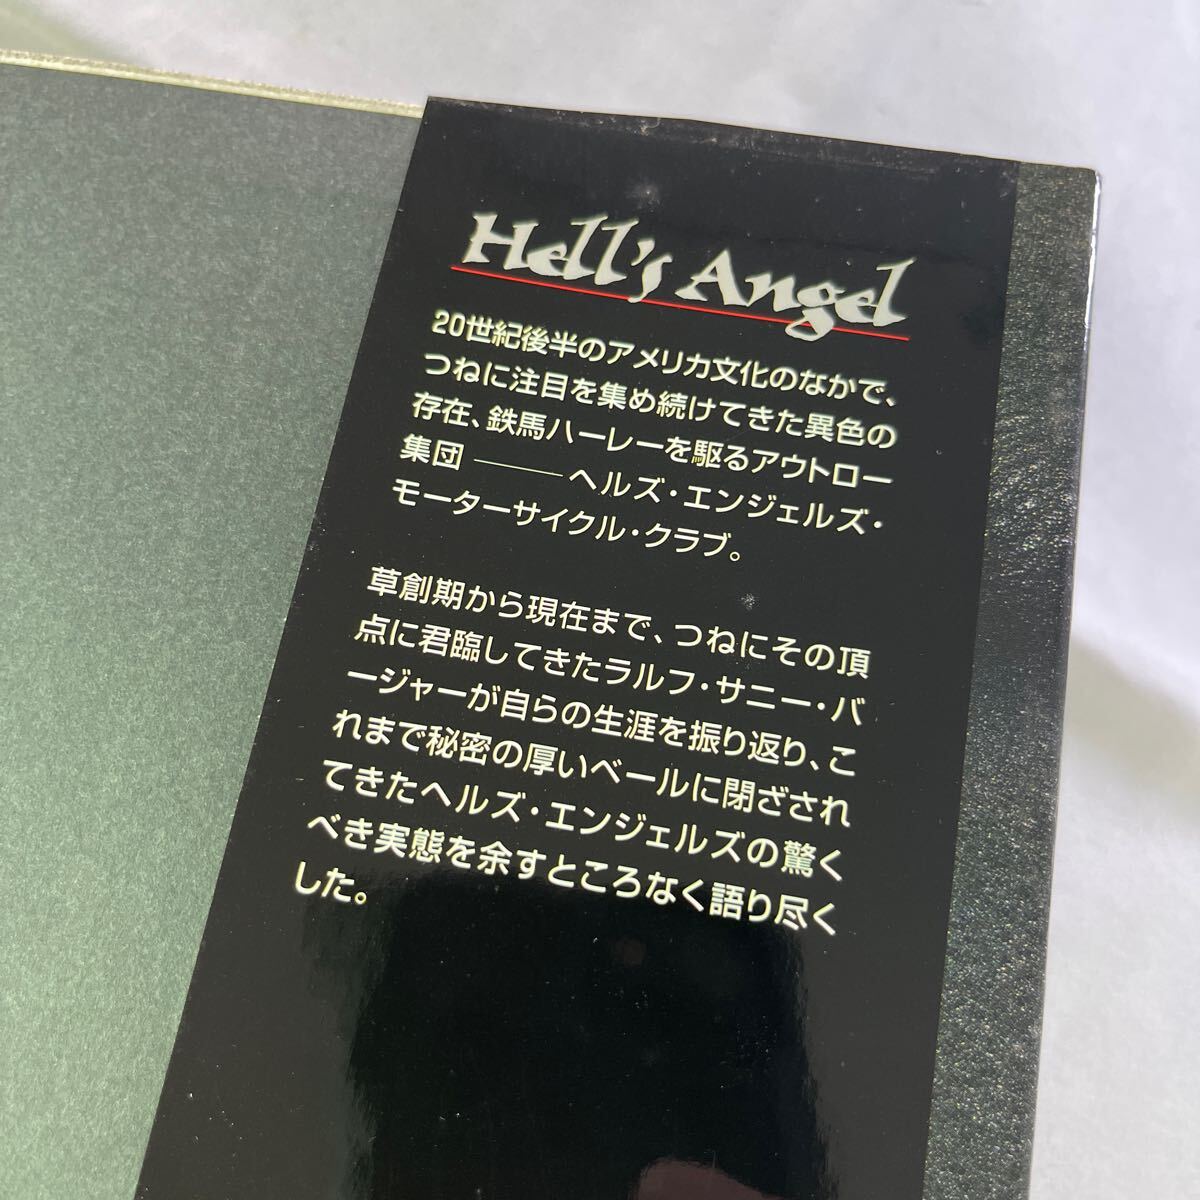 Hell's Angel
20世紀後半のアメリカ文化のなかで、
つねに注目を集め続けてきた異色の
存在、鉄馬ハーレーを駆るアウトロー
集団 ―― ヘルズ・エンジェルズ・
モーターサイクル・クラブ。
草創期から現在まで、つねにその頂
点に君臨してきたラルフ・サニー・バ
ージャーが自らの生涯を振り返り、こ
れまで秘密の厚いベールに閉ざされ
てきたヘルズ・エンジェルズの驚く
べき実態を余すところなく語り尽く
した。